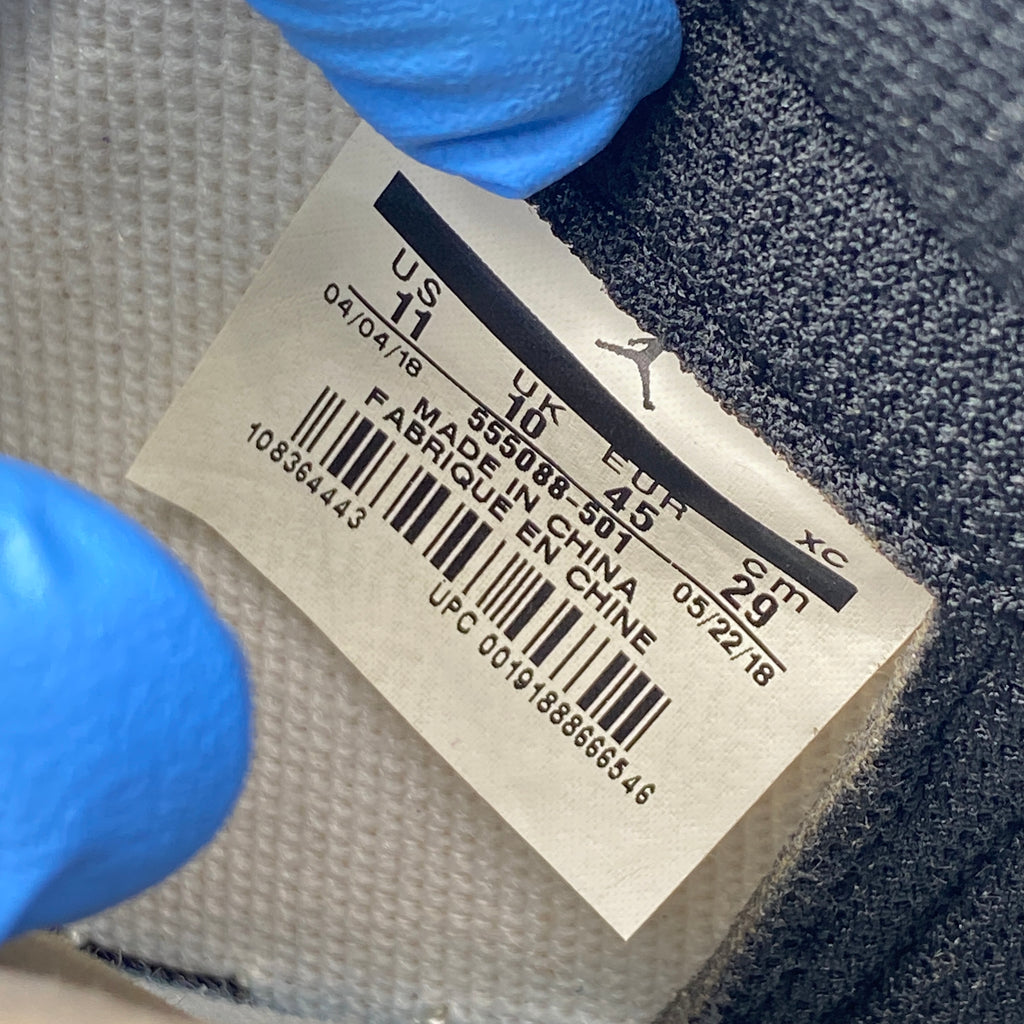 XC
US UK EUR cm
11 10 45 29
04/04/18 555088-501 05/22/18
MADE IN CHINA
FABRIQUE EN CHINE
108364443
UPC 00191888666546